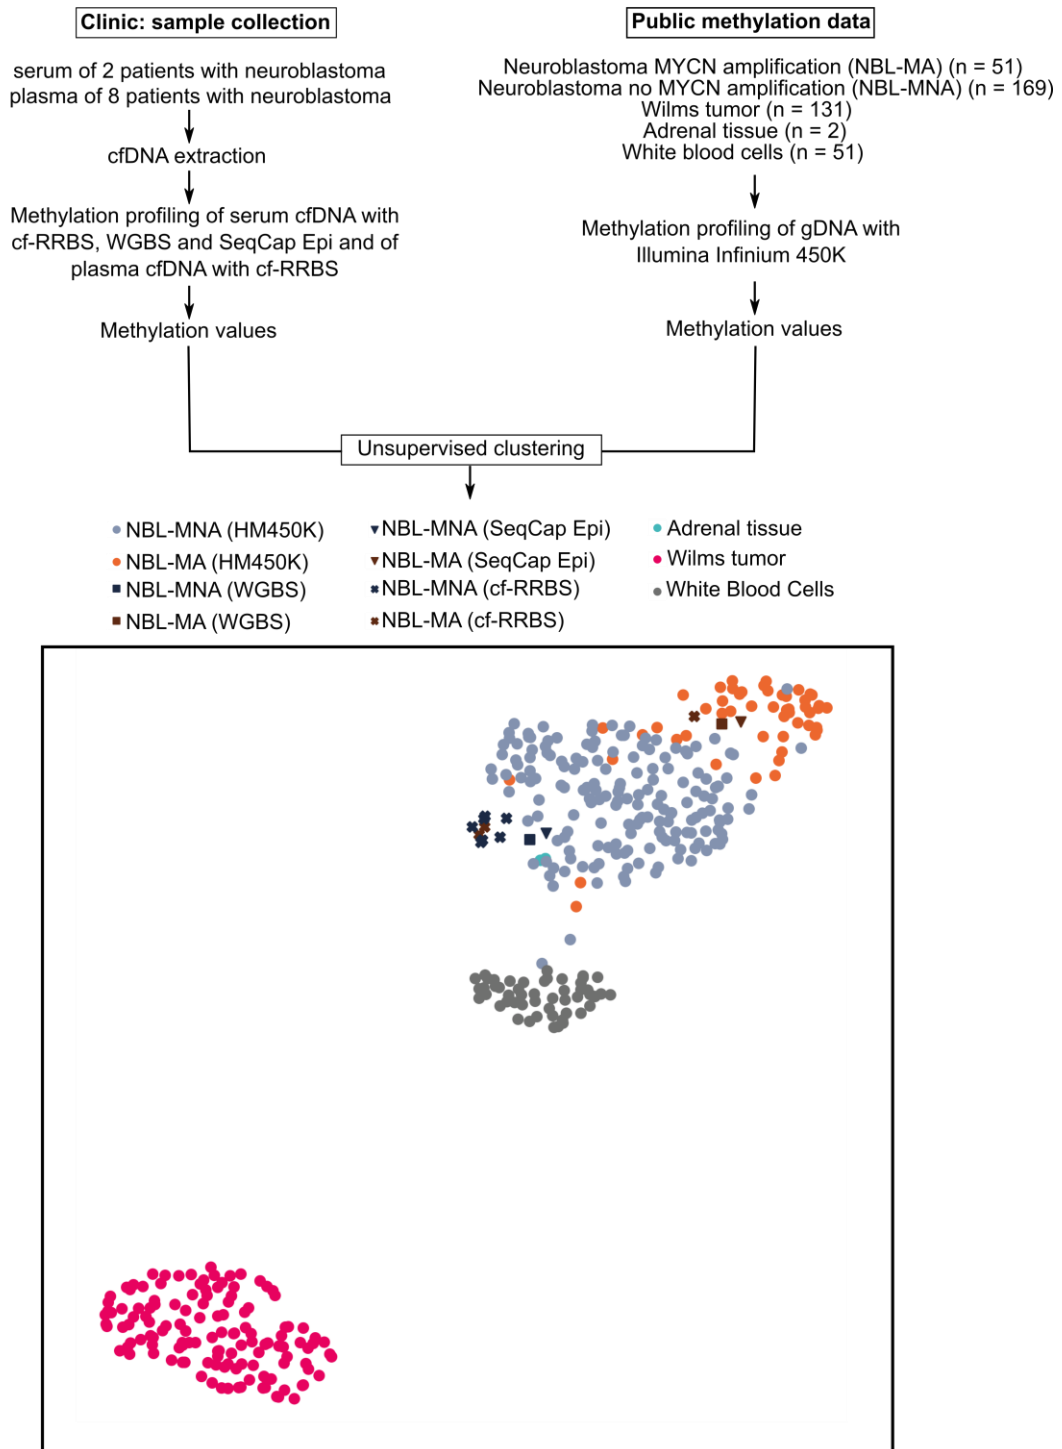 Clinic: sample collection
serum of 2 patients with neuroblastoma
plasma of 8 patients with neuroblastoma
cfDNA extraction
Methylation profiling of serum cfDNA with
cf-RRBS, WGBS and SeqCap Epi and of
plasma cfDNA with cf-RRBS
Methylation values
Public methylation data
Neuroblastoma MYCN amplification (NBL-MA) (n = 51)
Neuroblastoma no MYCN amplification (NBL-MNA) (n = 169)
Wilms tumor (n = 131)
Adrenal tissue (n = 2)
White blood cells (n = 51)
Methylation profiling of gDNA with
Illumina Infinium 450K
Methylation values
Unsupervised clustering
NBL-MNA (HM450K)
NBL-MA (HM450K)
NBL-MNA (WGBS)
NBL-MA (WGBS)
NBL-MNA (SeqCap Epi)
NBL-MA (SeqCap Epi)
NBL-MNA (cf-RRBS)
NBL-MA (cf-RRBS)
Adrenal tissue
Wilms tumor
White Blood Cells